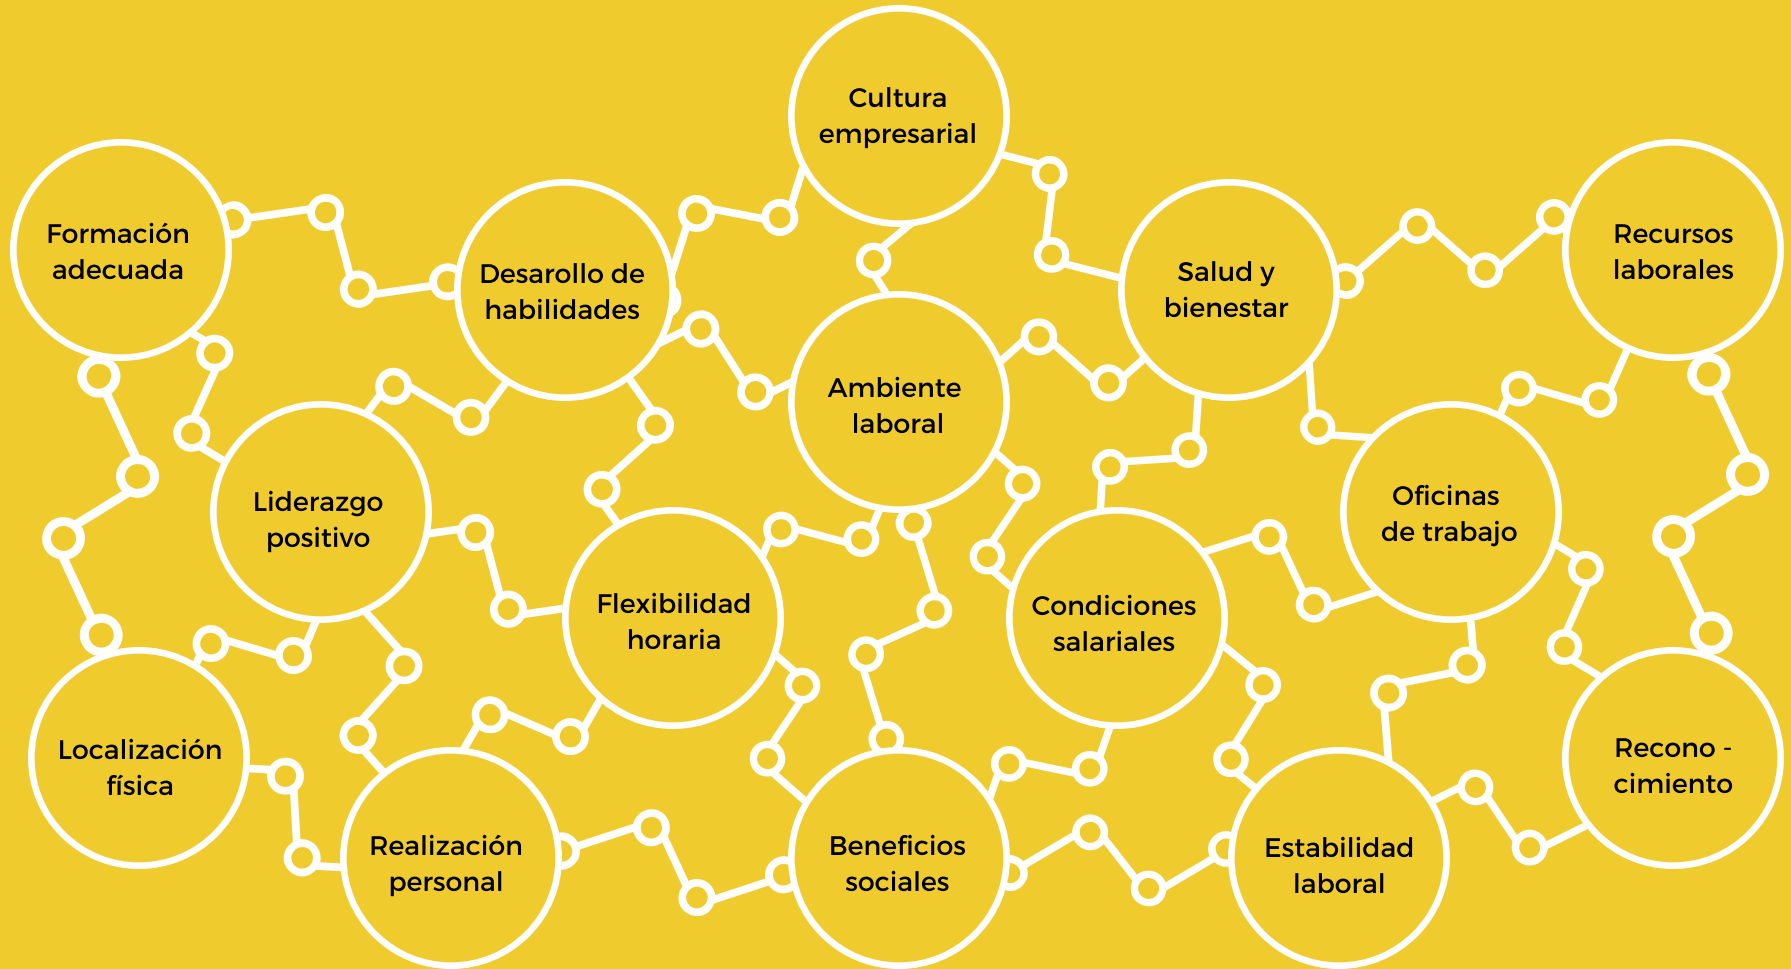 Cultura
empresarial
Formación
adecuada
Desarollo de
habilidades
Salud y
bienestar
Recursos
laborales
Ambiente
laboral
Liderazgo
positivo
Oficinas
de trabajo
Flexibilidad
horaria
Condiciones
salariales
Localización
física
Recono -
cimiento
Realización
personal
Beneficios
sociales
Estabilidad
laboral